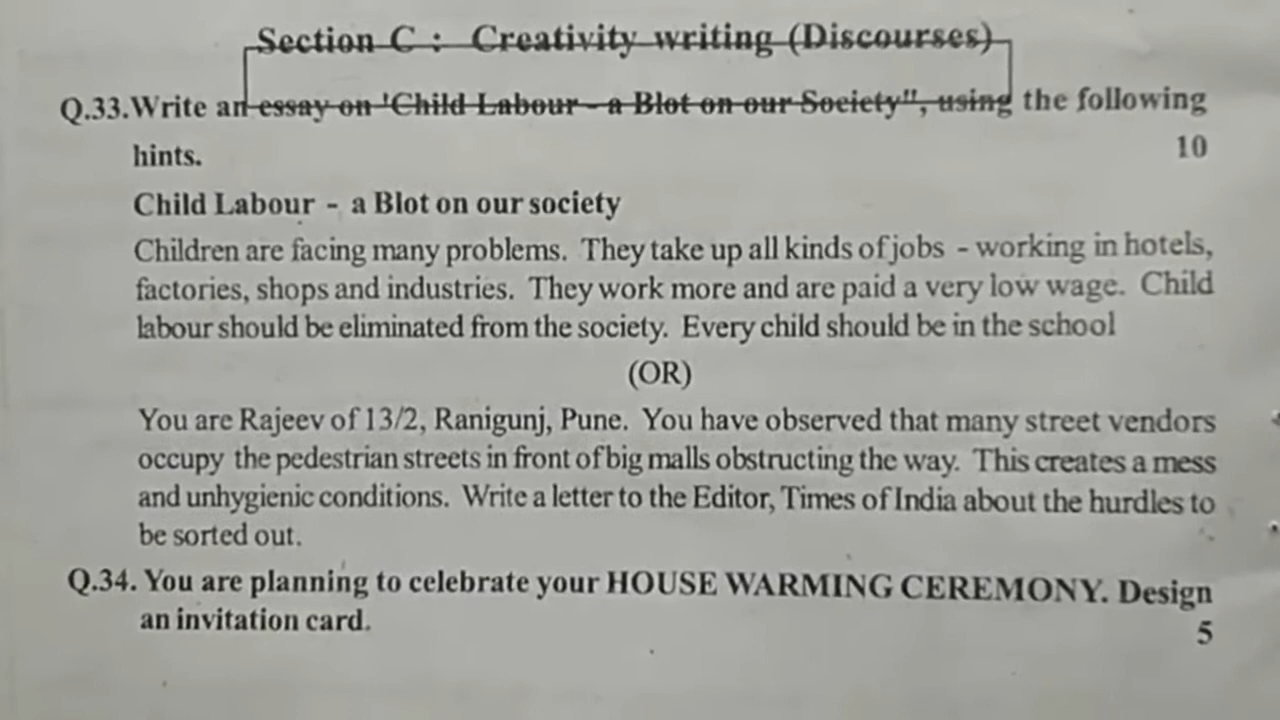 Section C : Creativity writing (Discourses)
Q.33. Write an essay on 'Child Labour - a Blot on our Society", using the following
hints. 10
Child Labour - a Blot on our society
Children are facing many problems. They take up all kinds of jobs - working in hotels,
factories, shops and industries. They work more and are paid a very low wage. Child
labour should be eliminated from the society. Every child should be in the school
(OR)
You are Rajeev of 13/2, Ranigunj, Pune. You have observed that many street vendors
occupy the pedestrian streets in front of big malls obstructing the way. This creates a mess
and unhygienic conditions. Write a letter to the Editor, Times of India about the hurdles to
be sorted out.
Q.34. You are planning to celebrate your HOUSE WARMING CEREMONY. Design
an invitation card. 5